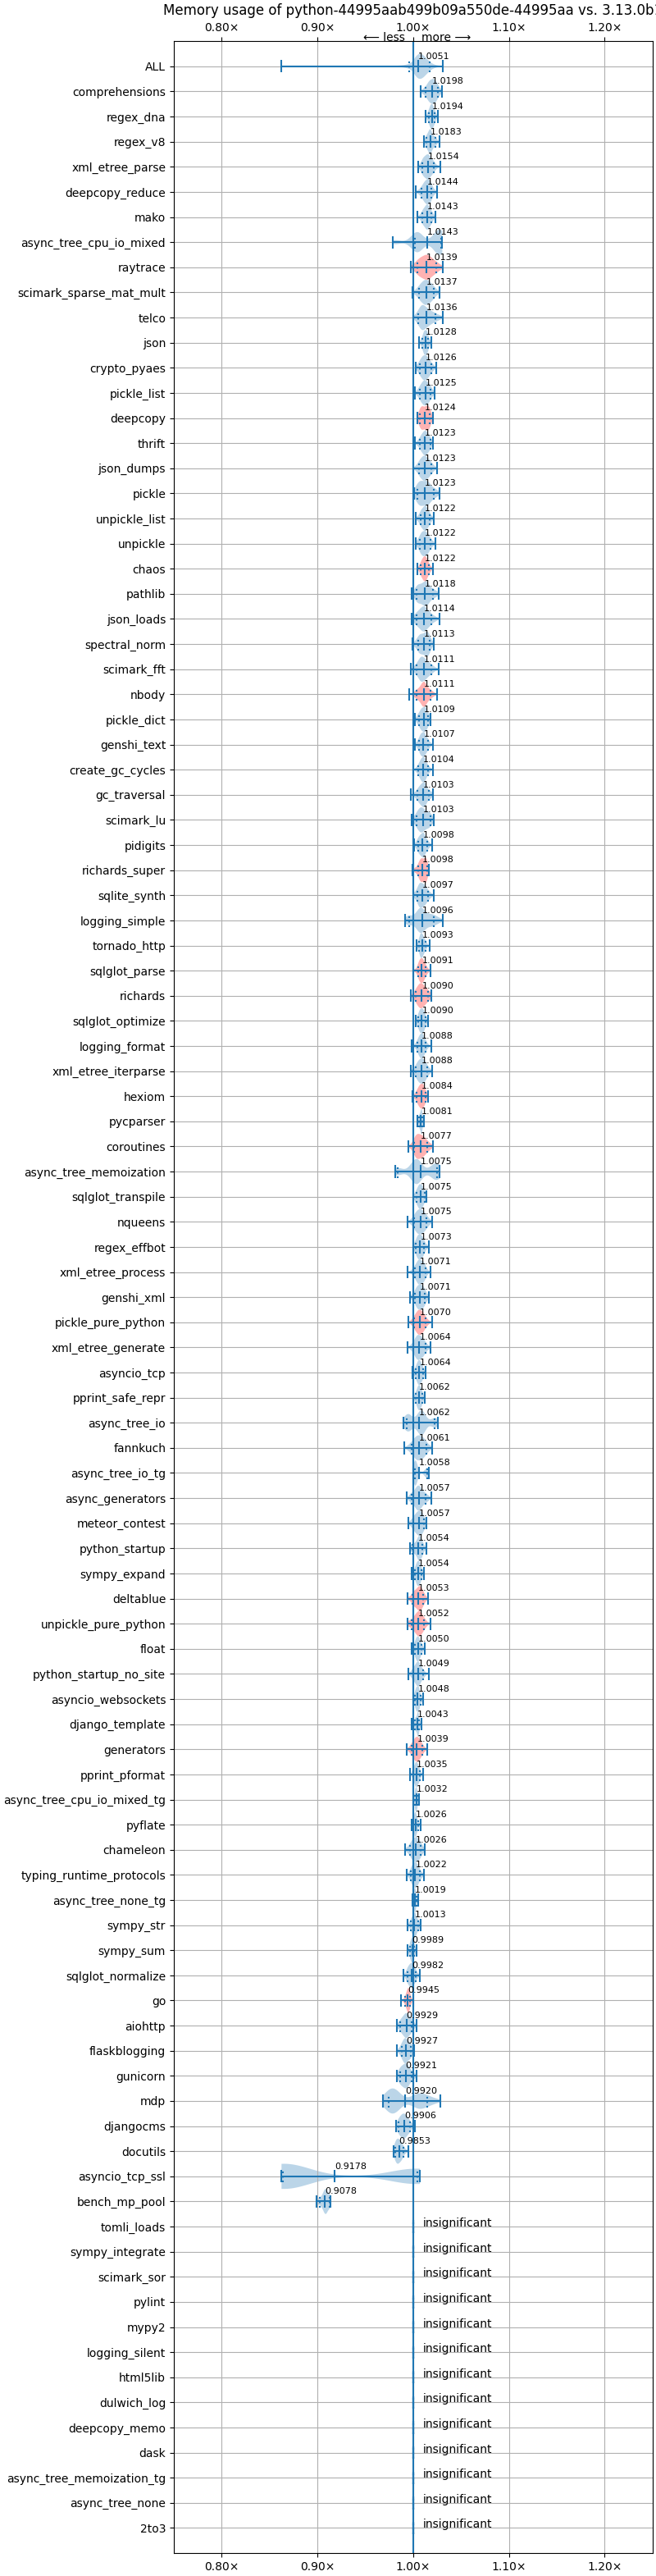 Memory usage of python-44995aab499b09a550de-44995aa vs. 3.13.0b
0.80× 0.90× 1.00× 1.10× 1.20×
⟵ less more ⟶
ALL 1.0051
comprehensions 1.0198
regex_dna 1.0194
regex_v8 1.0183
xml_etree_parse 1.0154
deepcopy_reduce 1.0144
mako 1.0143
async_tree_cpu_io_mixed 1.0143
raytrace 1.0139
scimark_sparse_mat_mult 1.0137
telco 1.0136
json 1.0128
crypto_pyaes 1.0126
pickle_list 1.0125
deepcopy 1.0124
thrift 1.0123
json_dumps 1.0123
pickle 1.0123
unpickle_list 1.0122
unpickle 1.0122
chaos 1.0122
pathlib 1.0118
json_loads 1.0114
spectral_norm 1.0113
scimark_fft 1.0111
nbody 1.0111
pickle_dict 1.0109
genshi_text 1.0107
create_gc_cycles 1.0104
gc_traversal 1.0103
scimark_lu 1.0103
pidigits 1.0098
richards_super 1.0098
sqlite_synth 1.0097
logging_simple 1.0096
tornado_http 1.0093
sqlglot_parse 1.0091
richards 1.0090
sqlglot_optimize 1.0090
logging_format 1.0088
xml_etree_iterparse 1.0088
hexiom 1.0084
pycparser 1.0081
coroutines 1.0077
async_tree_memoization 1.0075
sqlglot_transpile 1.0075
nqueens 1.0075
regex_effbot 1.0073
xml_etree_process 1.0071
genshi_xml 1.0071
pickle_pure_python 1.0070
xml_etree_generate 1.0064
asyncio_tcp 1.0064
pprint_safe_repr 1.0062
async_tree_io 1.0062
fannkuch 1.0061
async_tree_io_tg 1.0058
async_generators 1.0057
meteor_contest 1.0057
python_startup 1.0054
sympy_expand 1.0054
deltablue 1.0053
unpickle_pure_python 1.0052
float 1.0050
python_startup_no_site 1.0049
asyncio_websockets 1.0048
django_template 1.0043
generators 1.0039
pprint_pformat 1.0035
async_tree_cpu_io_mixed_tg 1.0032
pyflate 1.0026
chameleon 1.0026
typing_runtime_protocols 1.0022
async_tree_none_tg 1.0019
sympy_str 1.0013
sympy_sum 0.9989
sqlglot_normalize 0.9982
go 0.9945
aiohttp 0.9929
flaskblogging 0.9927
gunicorn 0.9921
mdp 0.9920
djangocms 0.9906
docutils 0.9853
asyncio_tcp_ssl 0.9178
bench_mp_pool 0.9078
tomli_loads insignificant
sympy_integrate insignificant
scimark_sor insignificant
pylint insignificant
mypy2 insignificant
logging_silent insignificant
html5lib insignificant
dulwich_log insignificant
deepcopy_memo insignificant
dask insignificant
async_tree_memoization_tg insignificant
async_tree_none insignificant
2to3 insignificant
0.80× 0.90× 1.00× 1.10× 1.20×